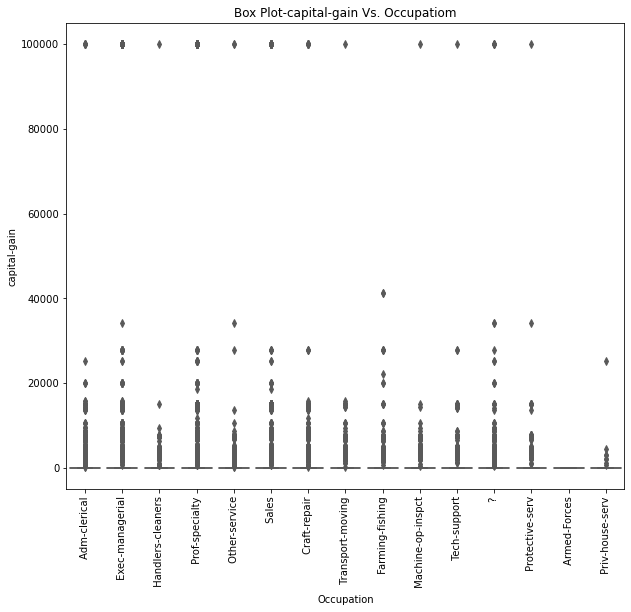 Box Plot-capital-gain Vs. Occupatiom
100000
80000
60000
40000
20000
0
capital-gain
Adm-clerical
Exec-managerial
Handlers-cleaners
Prof-specialty
Other-service
Sales
Craft-repair
Transport-moving
Farming-fishing
Machine-op-inspct
Tech-support
?
Protective-serv
Armed-Forces
Priv-house-serv
Occupation